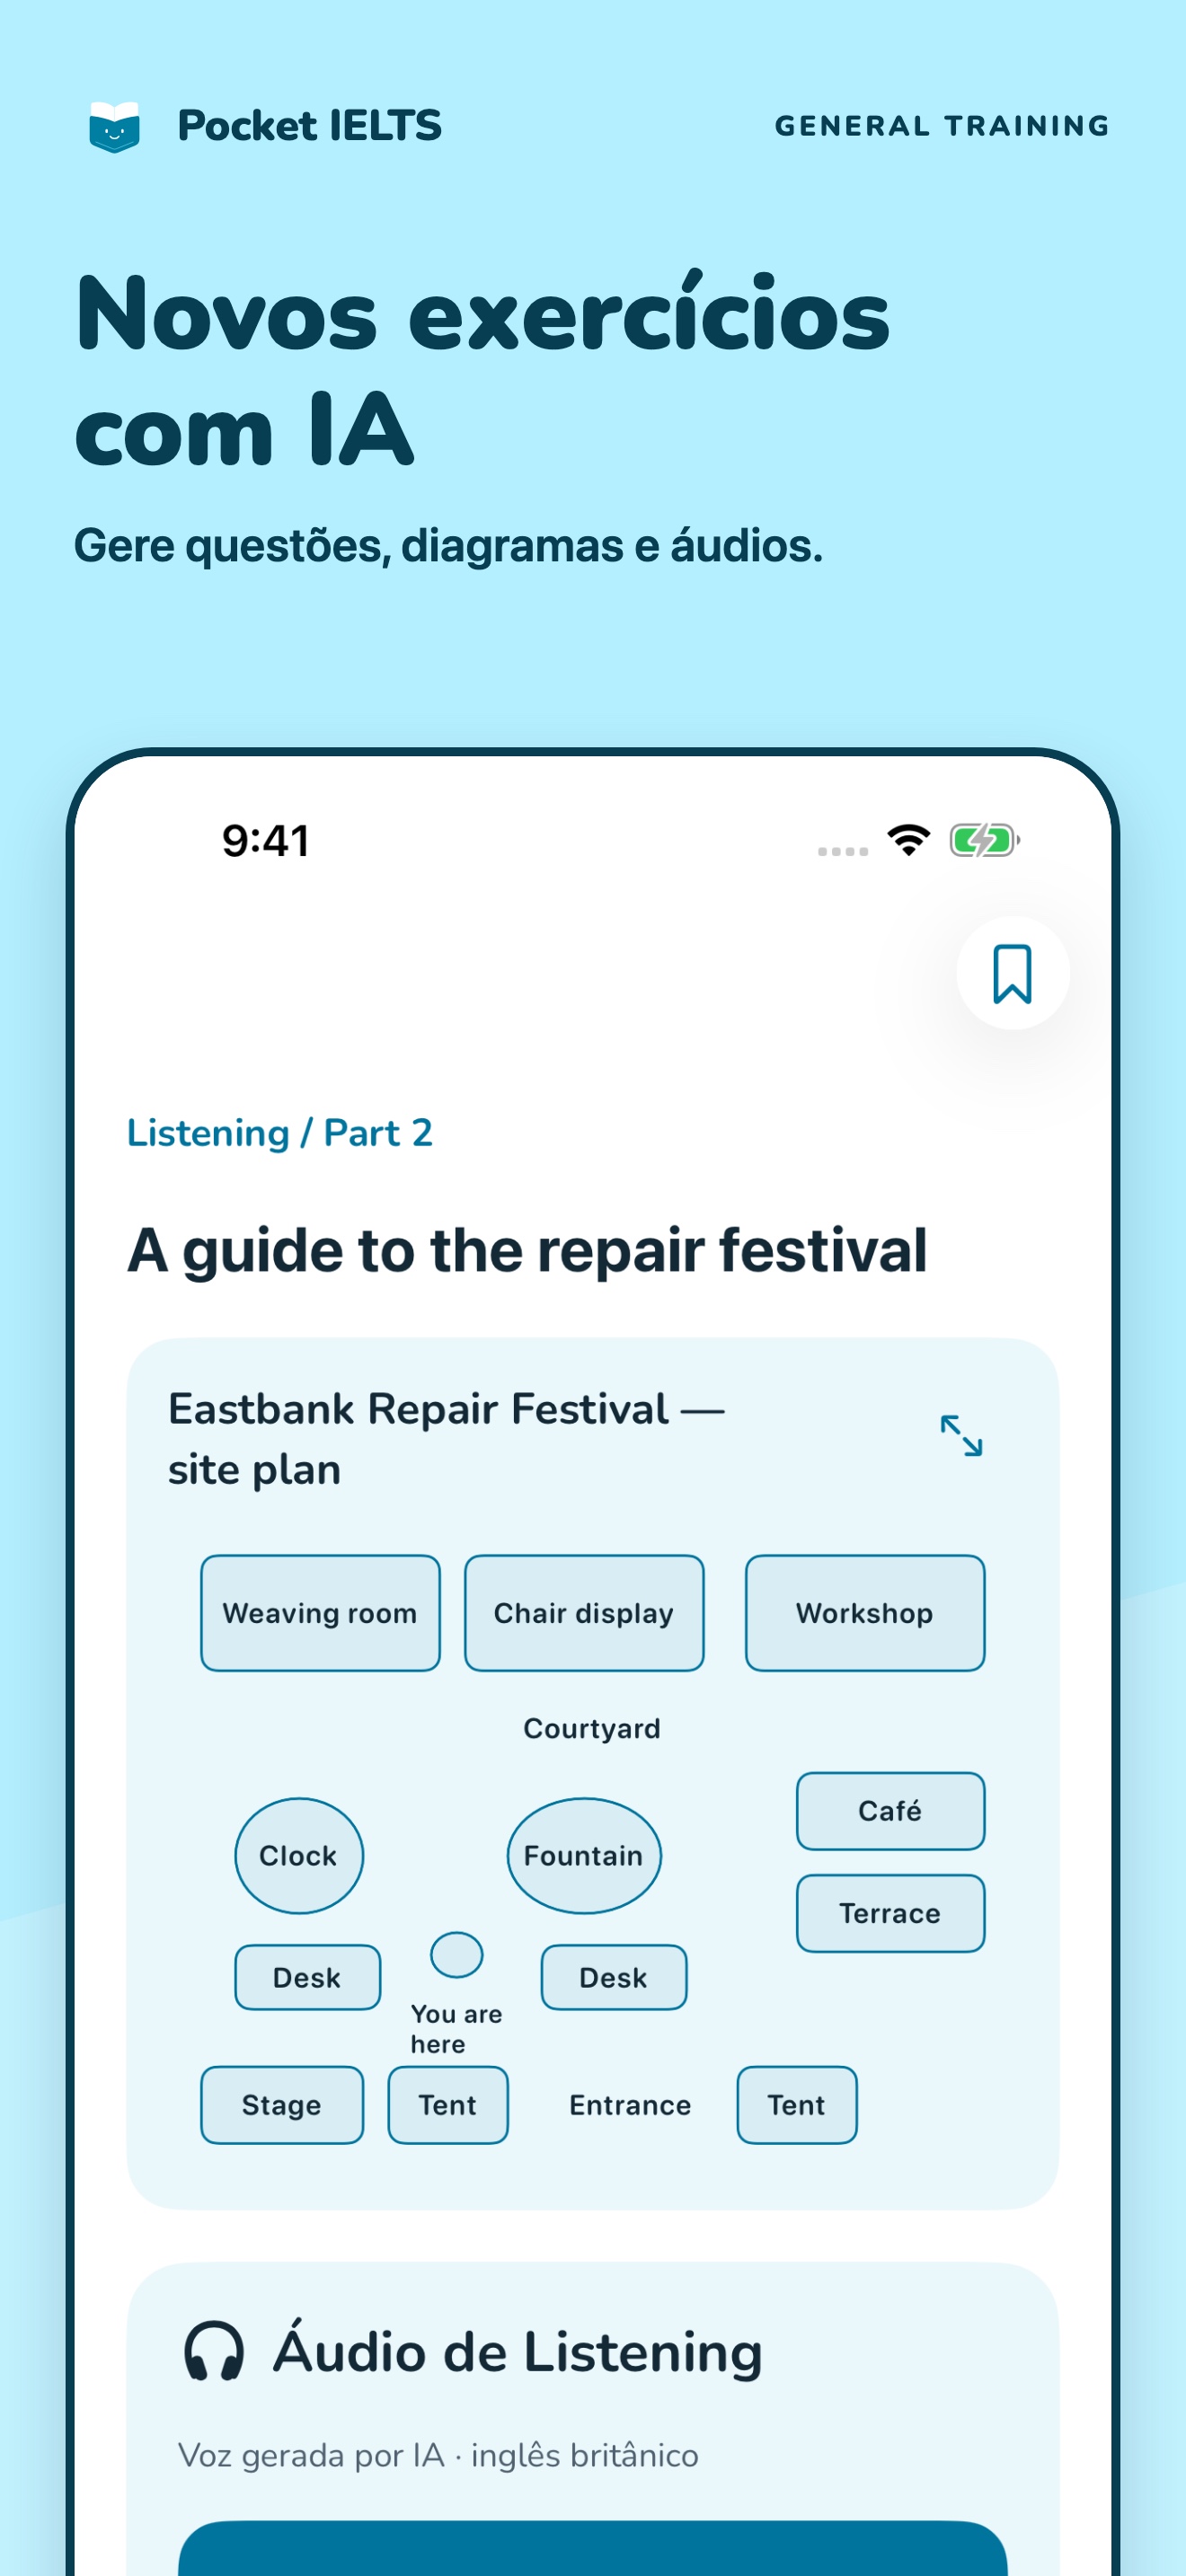 Pocket IELTS
GENERAL TRAINING
Novos exercícios
com IA
Gere questões, diagramas e áudios.
9:41
Listening / Part 2
A guide to the repair festival
Eastbank Repair Festival —
site plan
Weaving room
Chair display
Workshop
Courtyard
Café
Clock
Fountain
Terrace
Desk
Desk
You are
here
Stage
Tent
Entrance
Tent
Áudio de Listening
Voz gerada por IA · inglês britânico